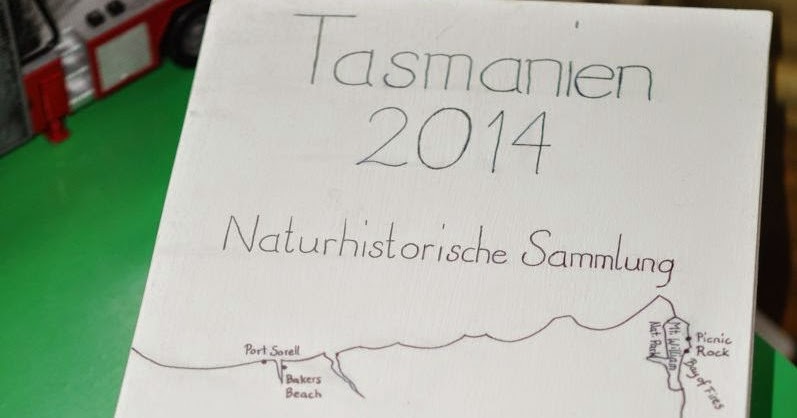 Tasmanien
2014
Naturhistorische Sammlung
Port Sorell
Bakers
Beach
Mt. William
Nat. Park
Picnic
Rock
Bay of Fires